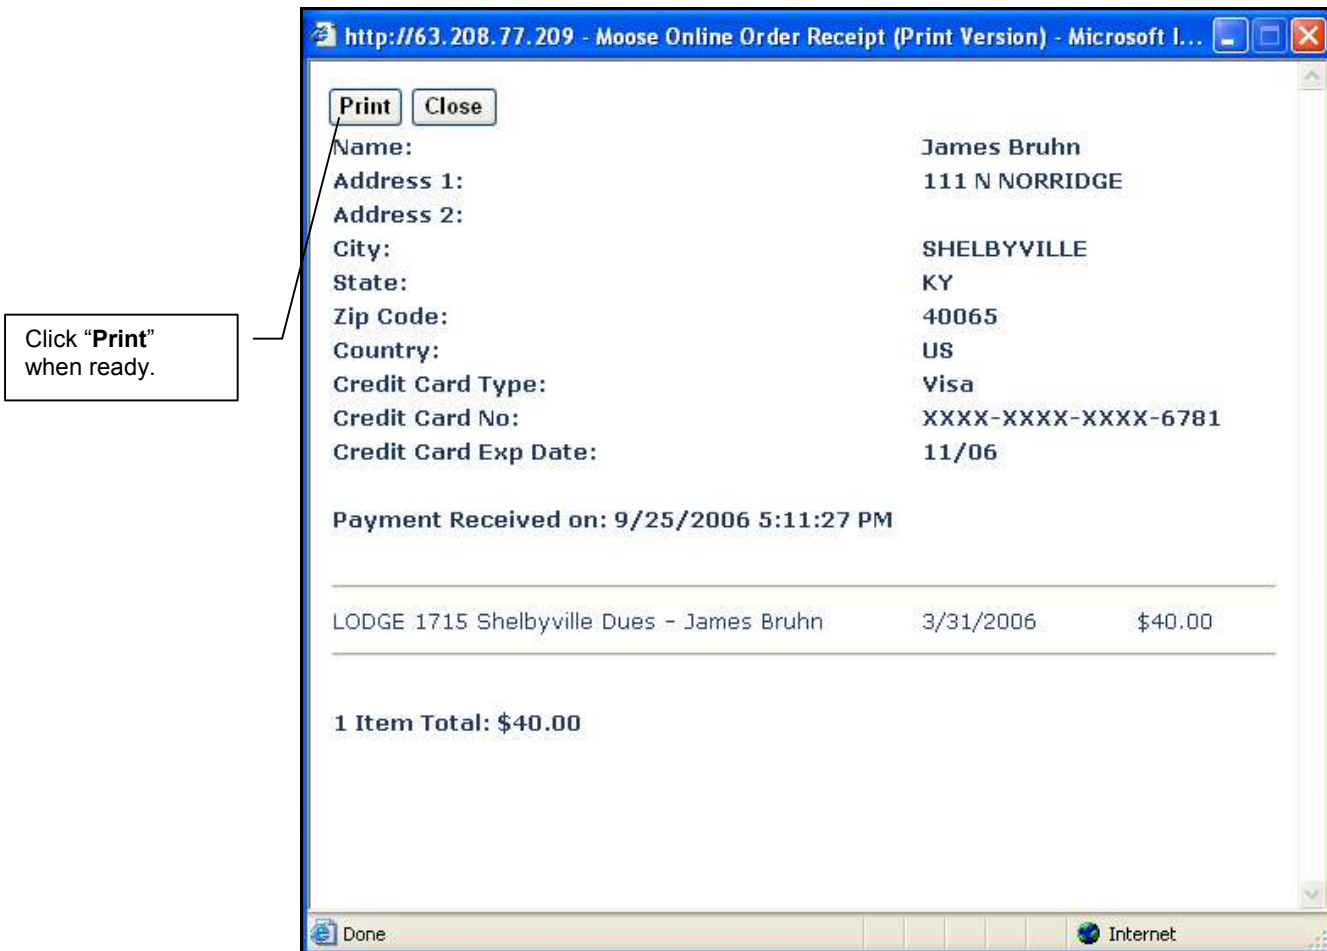 http://63.208.77.209 - Moose Online Order Receipt (Print Version) - Microsoft I...
Print Close
Name: James Bruhn
Address 1: 111 N NORRIDGE
Address 2:
City: SHELBYVILLE
State: KY
Zip Code: 40065
Country: US
Credit Card Type: Visa
Credit Card No: XXXX-XXXX-XXXX-6781
Credit Card Exp Date: 11/06
Payment Received on: 9/25/2006 5:11:27 PM
LODGE 1715 Shelbyville Dues - James Bruhn 3/31/2006 $40.00
1 Item Total: $40.00
Done Internet
Click “Print”
when ready.